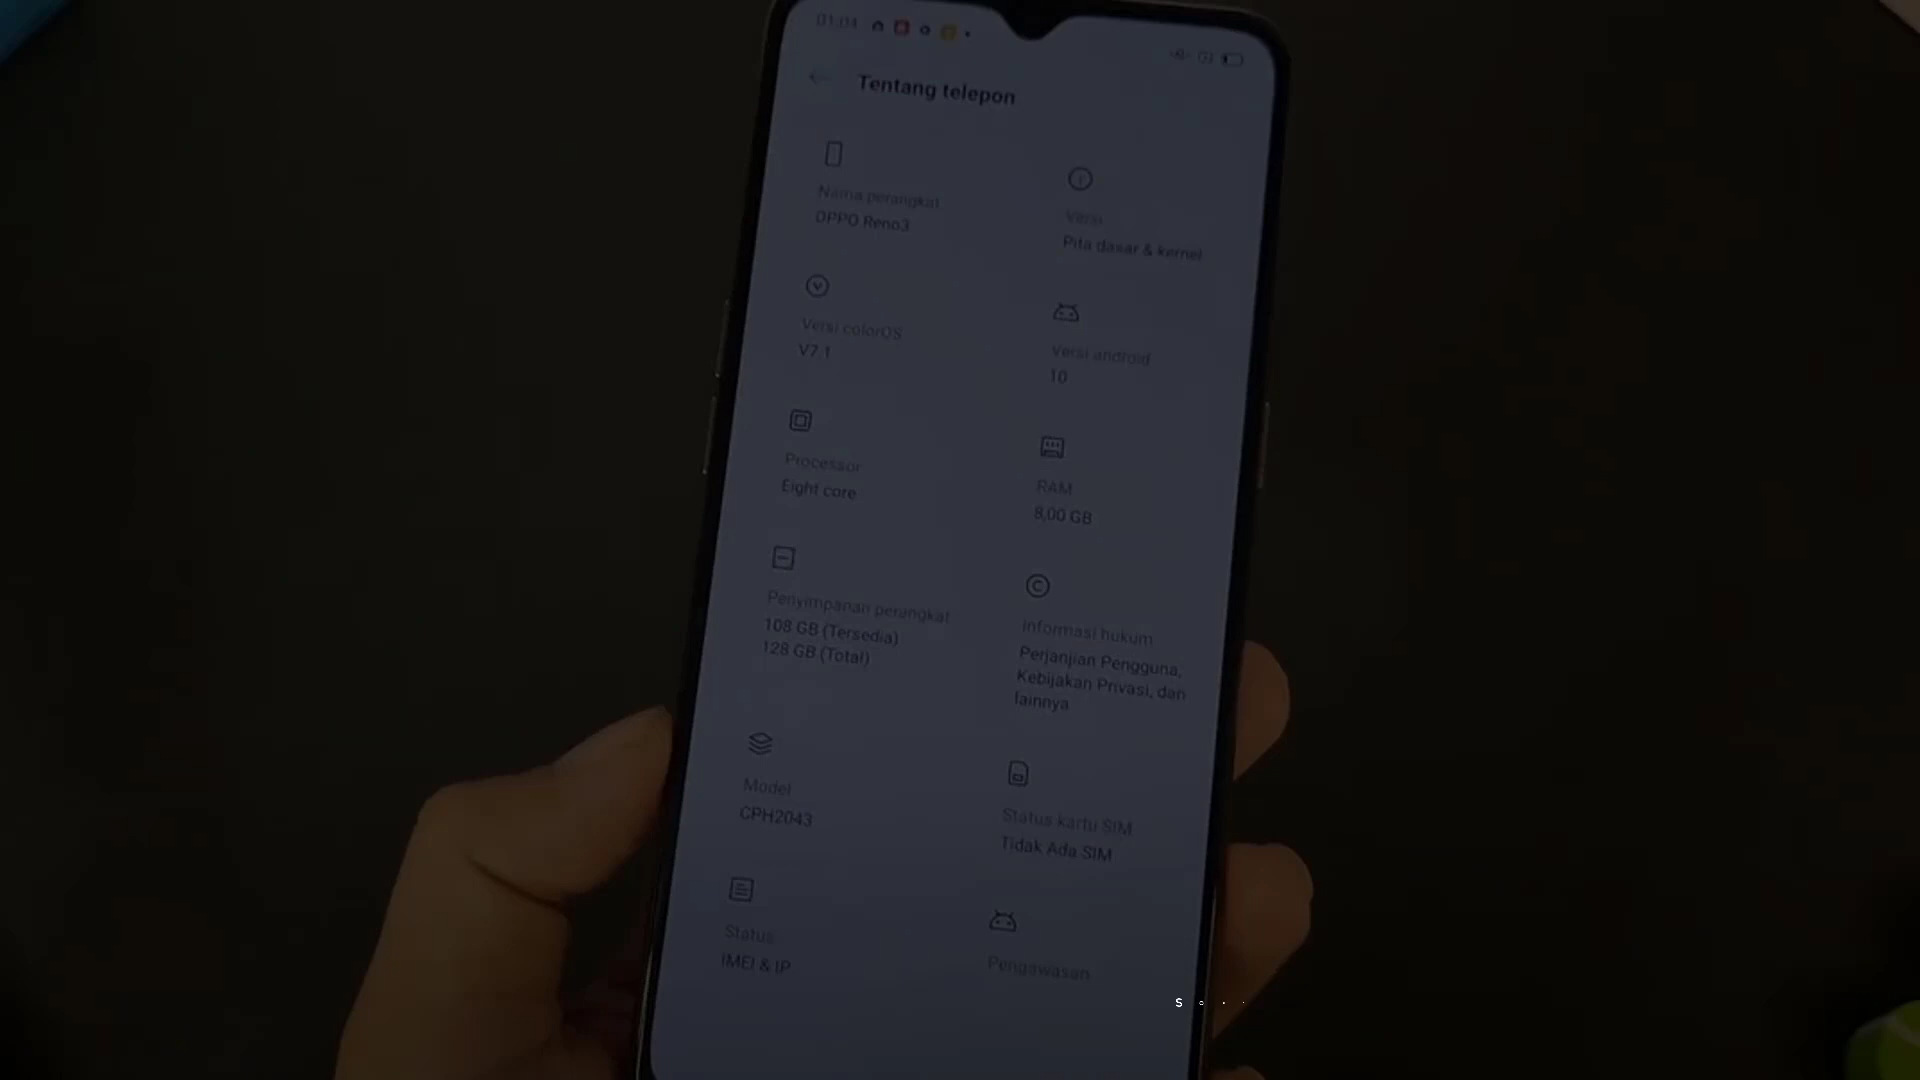 01:04
Tentang telepon
Nama perangkat
OPPO Reno3
Versi
Pita dasar & kernel
Versi colorOS
V7.1
Versi android
10
Processor
Eight core
RAM
8,00 GB
Penyimpanan perangkat
108 GB (Tersedia)
128 GB (Total)
Informasi hukum
Perjanjian Pengguna,
Kebijakan Privasi, dan
lainnya
Model
CPH2043
Status kartu SIM
Tidak Ada SIM
Status
IMEI & IP
Pengawasan